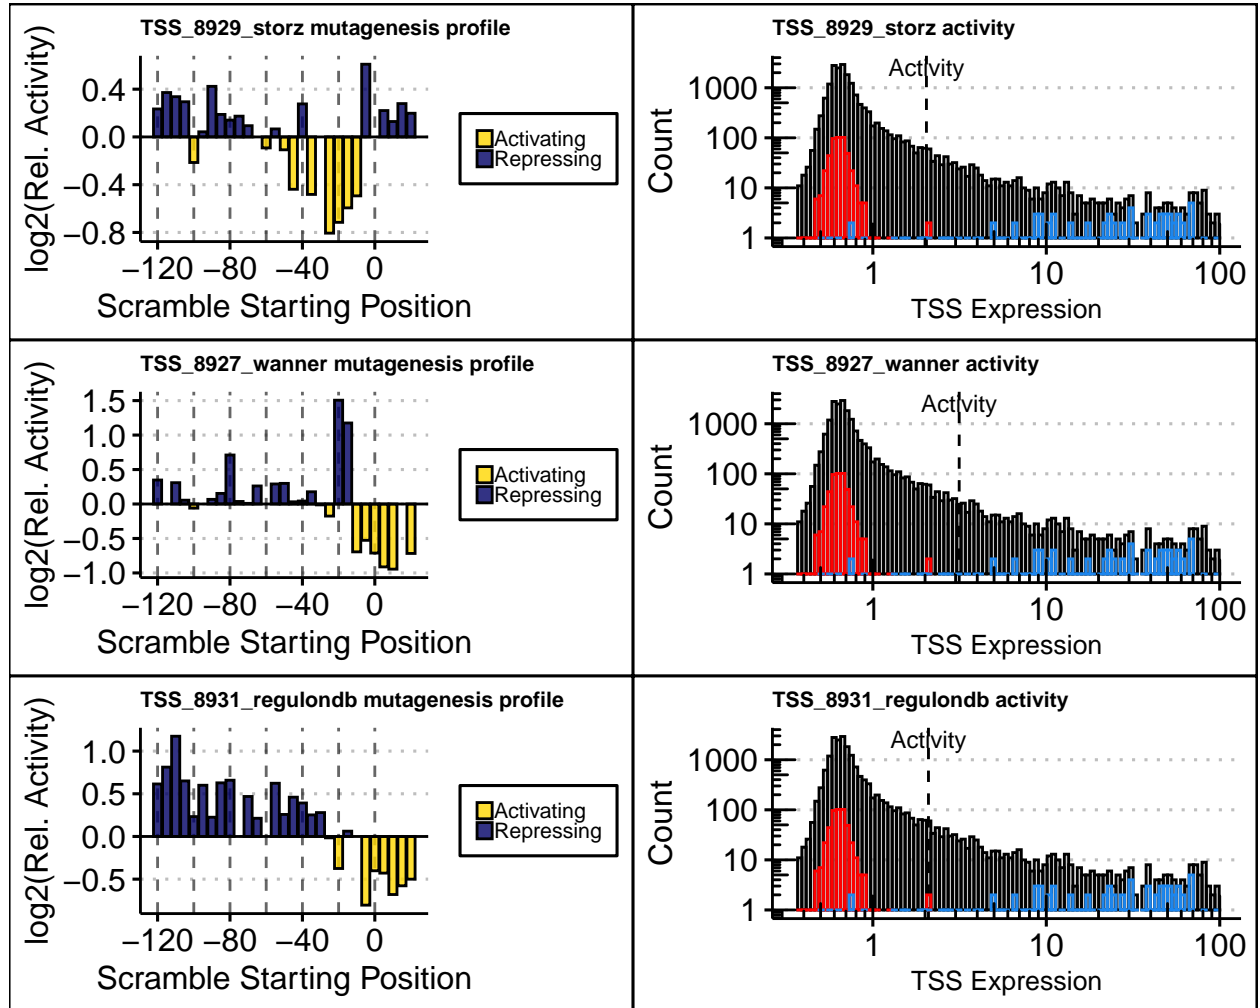 TSS_8929_storz mutagenesis profile
log2(Rel. Activity)
0.4
0.0
−0.4
−0.8
−120 −80 −40 0
Scramble Starting Position
Activating
Repressing
TSS_8929_storz activity
Activity
Count
1000
100
10
1
1 10 100
TSS Expression
TSS_8927_wanner mutagenesis profile
log2(Rel. Activity)
1.5
1.0
0.5
0.0
−0.5
−1.0
−120 −80 −40 0
Scramble Starting Position
Activating
Repressing
TSS_8927_wanner activity
Activity
Count
1000
100
10
1
1 10 100
TSS Expression
TSS_8931_regulondb mutagenesis profile
log2(Rel. Activity)
1.0
0.5
0.0
−0.5
−120 −80 −40 0
Scramble Starting Position
Activating
Repressing
TSS_8931_regulondb activity
Activity
Count
1000
100
10
1
1 10 100
TSS Expression